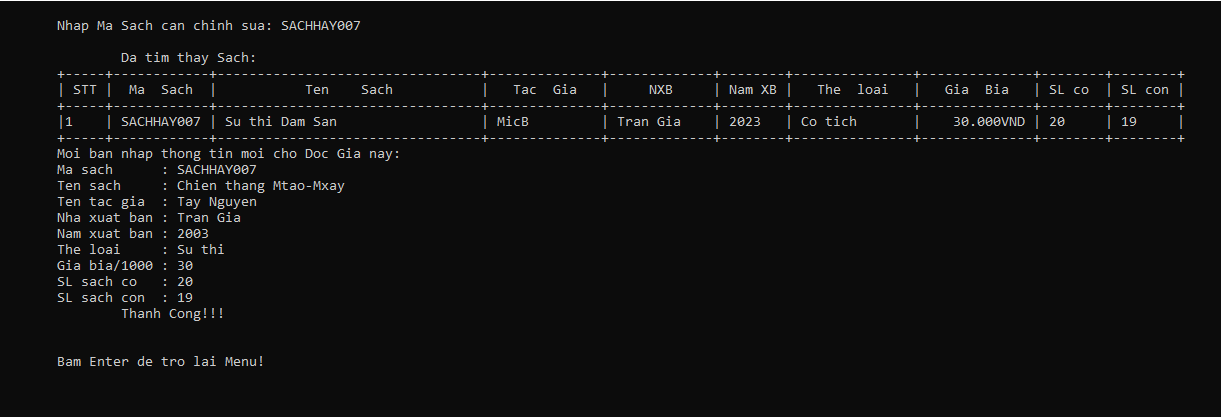 Nhap Ma Sach can chinh sua: SACHHAY007
Da tim thay Sach:
+-----+------------+---------------------------------+--------------+-------------+--------+---------------+--------------+--------+--------+
| STT |  Ma  Sach  |           Ten    Sach           |   Tac  Gia   |     NXB     | Nam XB |   The  loai   |   Gia  Bia   | SL co  | SL con |
+-----+------------+---------------------------------+--------------+-------------+--------+---------------+--------------+--------+--------+
|1    | SACHHAY007 | Su thi Dam San                  | MicB         | Tran Gia    | 2023   | Co tich       |    30.000VND | 20     | 19     |
+-----+------------+---------------------------------+--------------+-------------+--------+---------------+--------------+--------+--------+
Moi ban nhap thong tin moi cho Doc Gia nay:
Ma sach      : SACHHAY007
Ten sach     : Chien thang Mtao-Mxay
Ten tac gia  : Tay Nguyen
Nha xuat ban : Tran Gia
Nam xuat ban : 2003
The loai     : Su thi
Gia bia/1000 : 30
SL sach co   : 20
SL sach con  : 19
Thanh Cong!!!
Bam Enter de tro lai Menu!